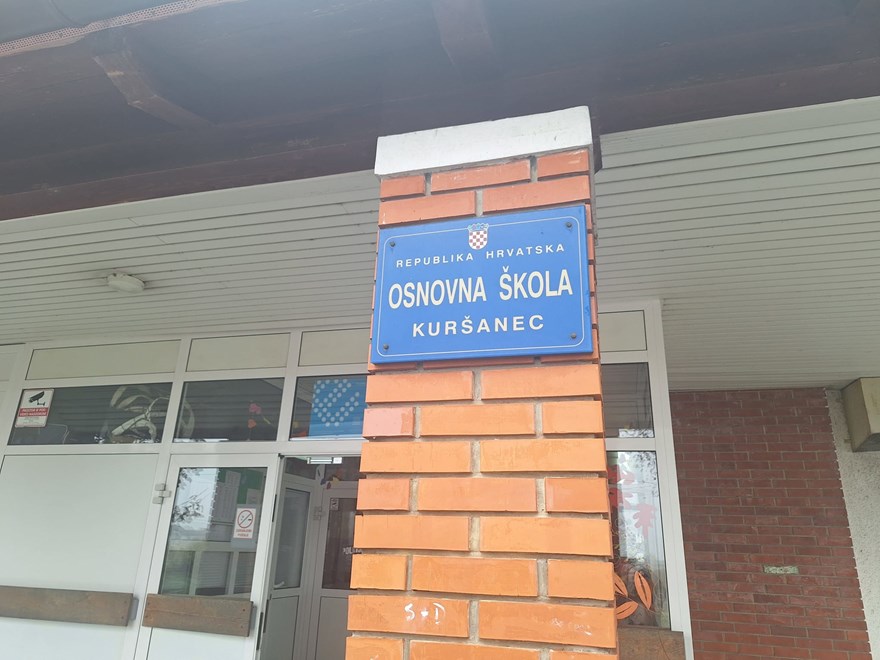 REPUBLIKA HRVATSKA
OSNOVNA ŠKOLA
KURŠANEC
S+D